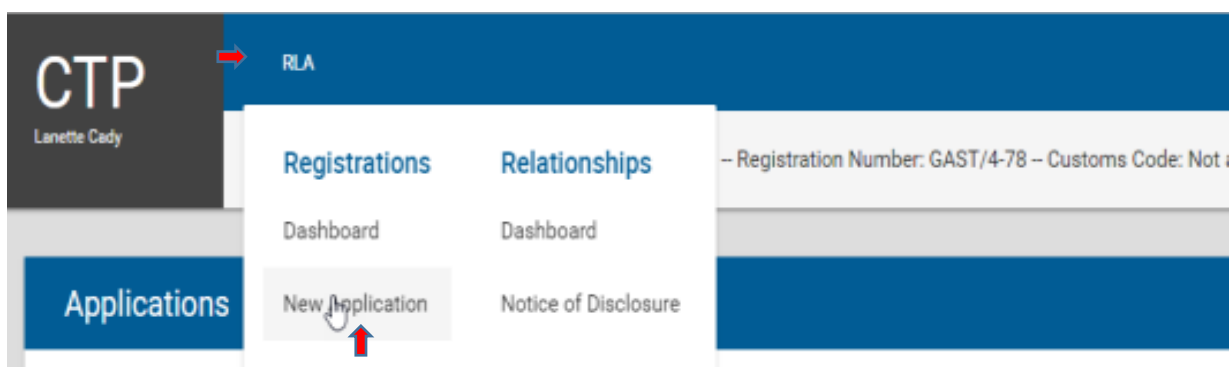 RLA
CTP
Lanette Cady
Registrations
Relationships
– Registration Number: GAST/4-78 – Customs Code: Not a
Dashboard
Dashboard
Applications
New Application
Notice of Disclosure